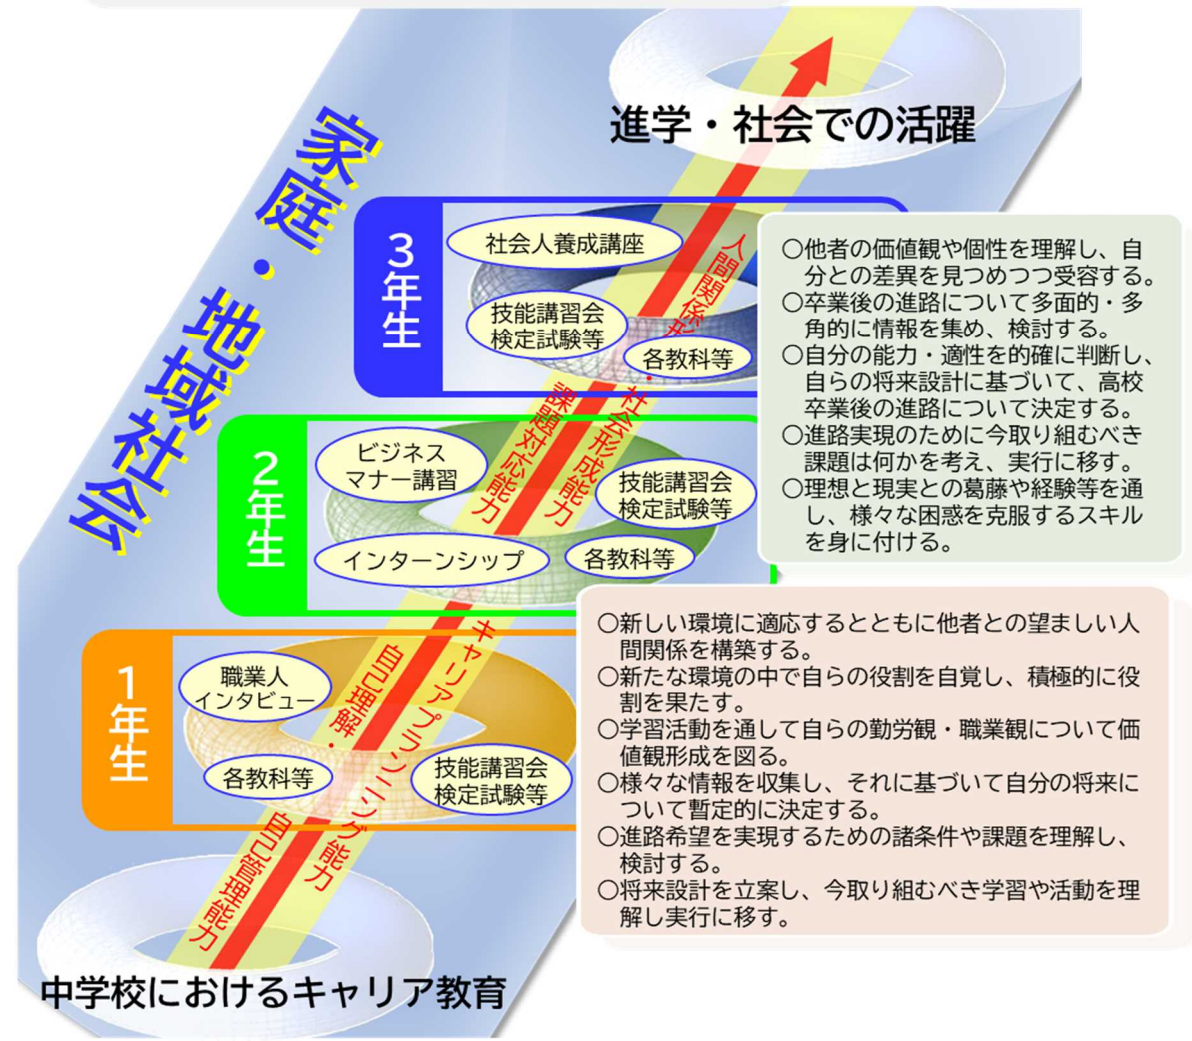 進学・社会での活躍
家庭・地域社会
3年生
社会人養成講座
技能講習会
検定試験等
各教科等
人間関係形
・社会形成能力
課題対応能力
2年生
ビジネス
マナー講習
技能講習会
検定試験等
インターンシップ
各教科等
1年生
職業人
インタビュー
各教科等
技能講習会
検定試験等
キャリアプランニング能力
自己理解・
自己管理能力
中学校におけるキャリア教育
○他者の価値観や個性を理解し、自
分との差異を見つめつつ受容する。
○卒業後の進路について多面的・多
角的に情報を集め、検討する。
○自分の能力・適性を的確に判断し、
自らの将来設計に基づいて、高校
卒業後の進路について決定する。
○進路実現のために今取り組むべき
課題は何かを考え、実行に移す。
○理想と現実との葛藤や経験等を通
し、様々な困惑を克服するスキル
を身に付ける。
○新しい環境に適応するとともに他者との望ましい人
間関係を構築する。
○新たな環境の中で自らの役割を自覚し、積極的に役
割を果たす。
○学習活動を通して自らの勤労観・職業観について価
値観形成を図る。
○様々な情報を収集し、それに基づいて自分の将来に
ついて暫定的に決定する。
○進路希望を実現するための諸条件や課題を理解し、
検討する。
○将来設計を立案し、今取り組むべき学習や活動を理
解し実行に移す。